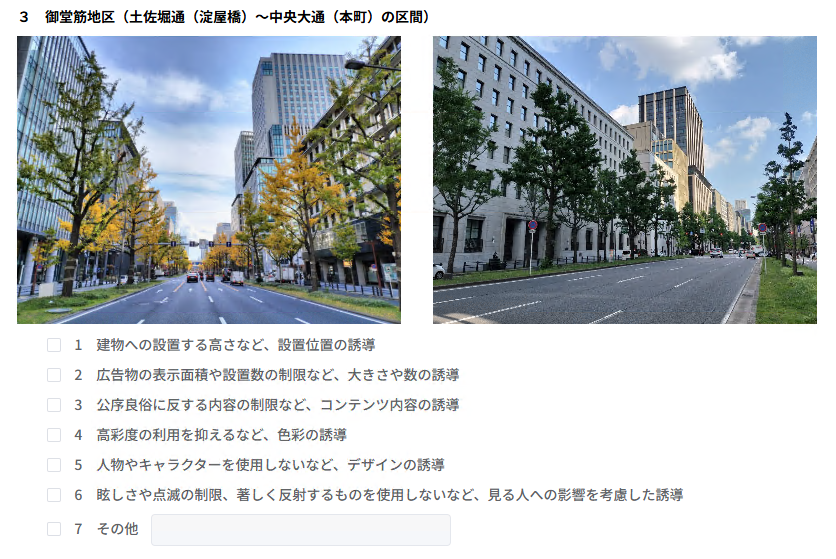 3 御堂筋地区（土佐堀通（淀屋橋）～中央大通（本町）の区間）
1 建物への設置する高さなど、設置位置の誘導
2 広告物の表示面積や設置数の制限など、大きさや数の誘導
3 公序良俗に反する内容の制限など、コンテンツ内容の誘導
4 高彩度の利用を抑えるなど、色彩の誘導
5 人物やキャラクターを使用しないなど、デザインの誘導
6 眩しさや点滅の制限、著しく反射するものを使用しないなど、見る人への影響を考慮した誘導
7 その他